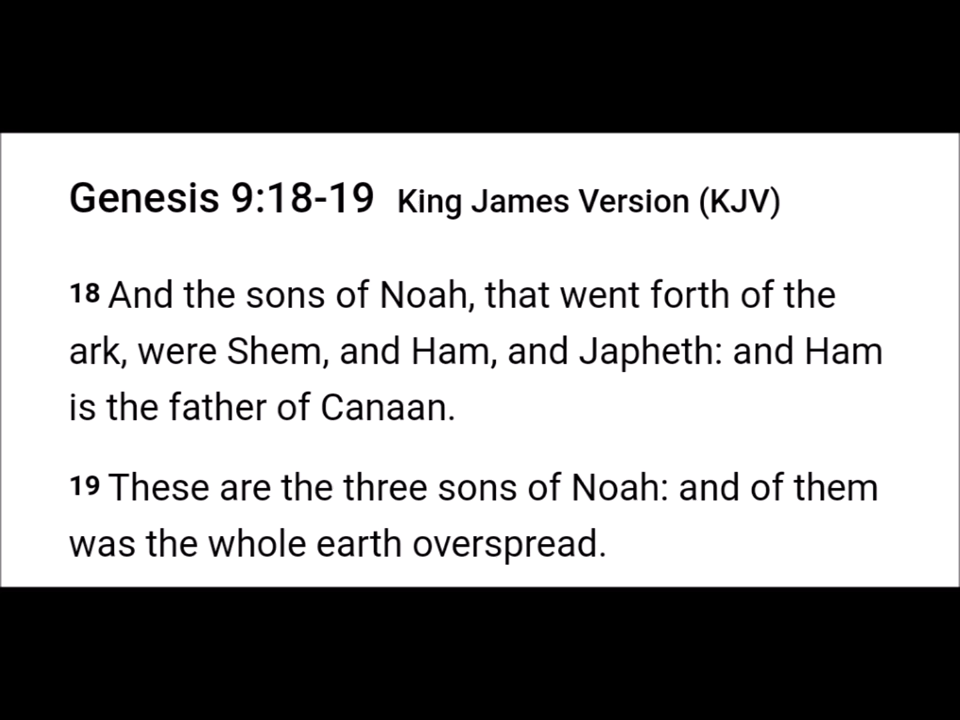 Genesis 9:18-19 King James Version (KJV)
18 And the sons of Noah, that went forth of the
ark, were Shem, and Ham, and Japheth: and Ham
is the father of Canaan.
19 These are the three sons of Noah: and of them
was the whole earth overspread.